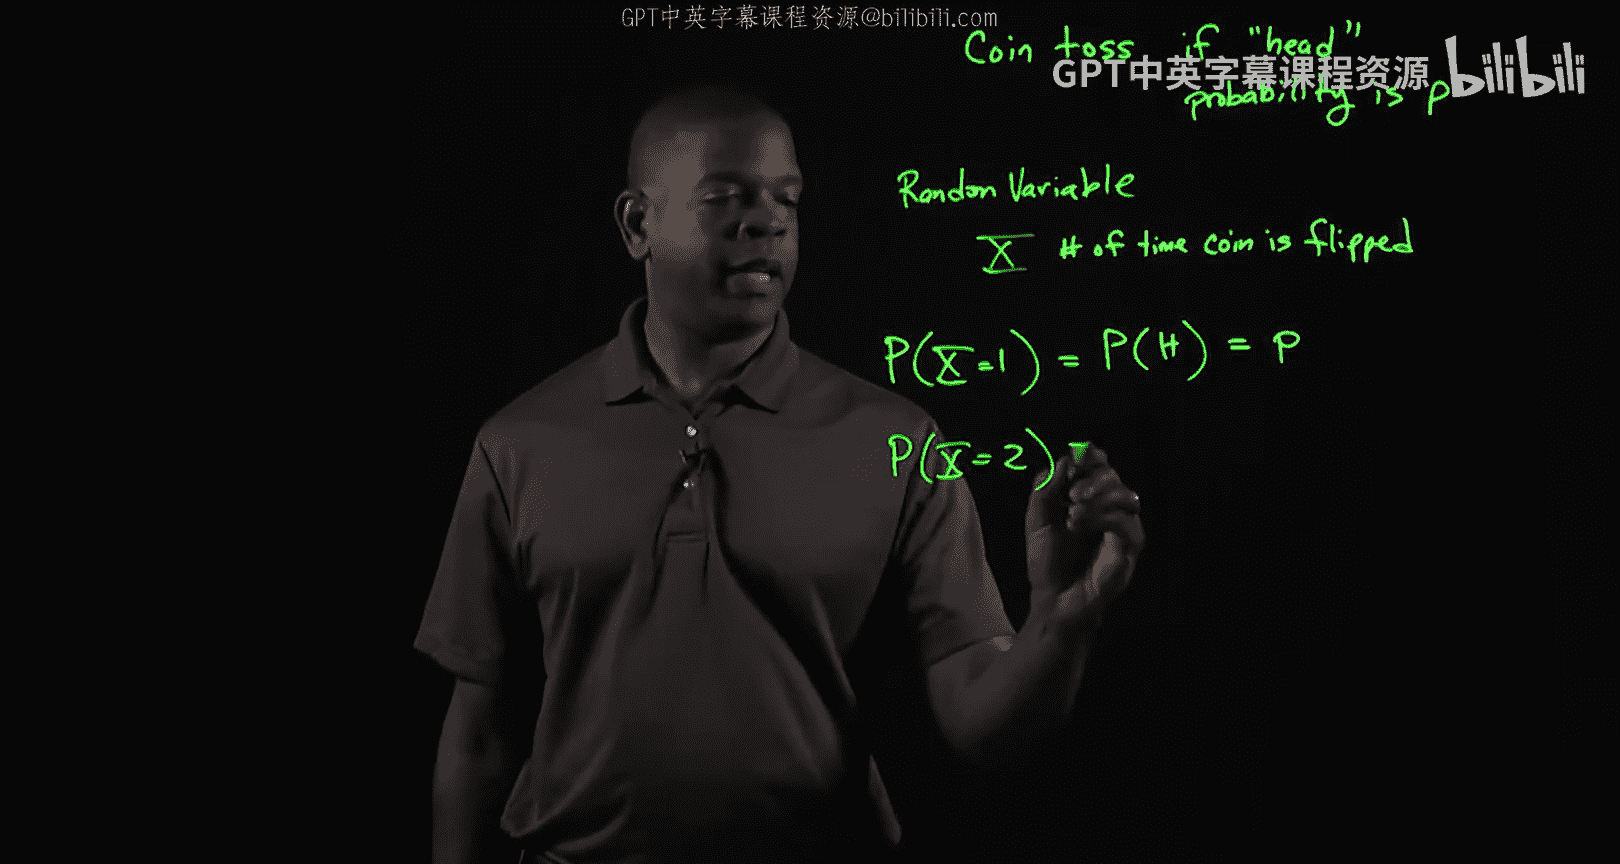 GPT中英字幕课程资源@bilibili.com
Coin toss if "head"
GPT中英字幕课程资源 bilibili
probability is p
Random Variable
X # of time coin is flipped
P(X=1) = P(H) = p
P(X=2) =